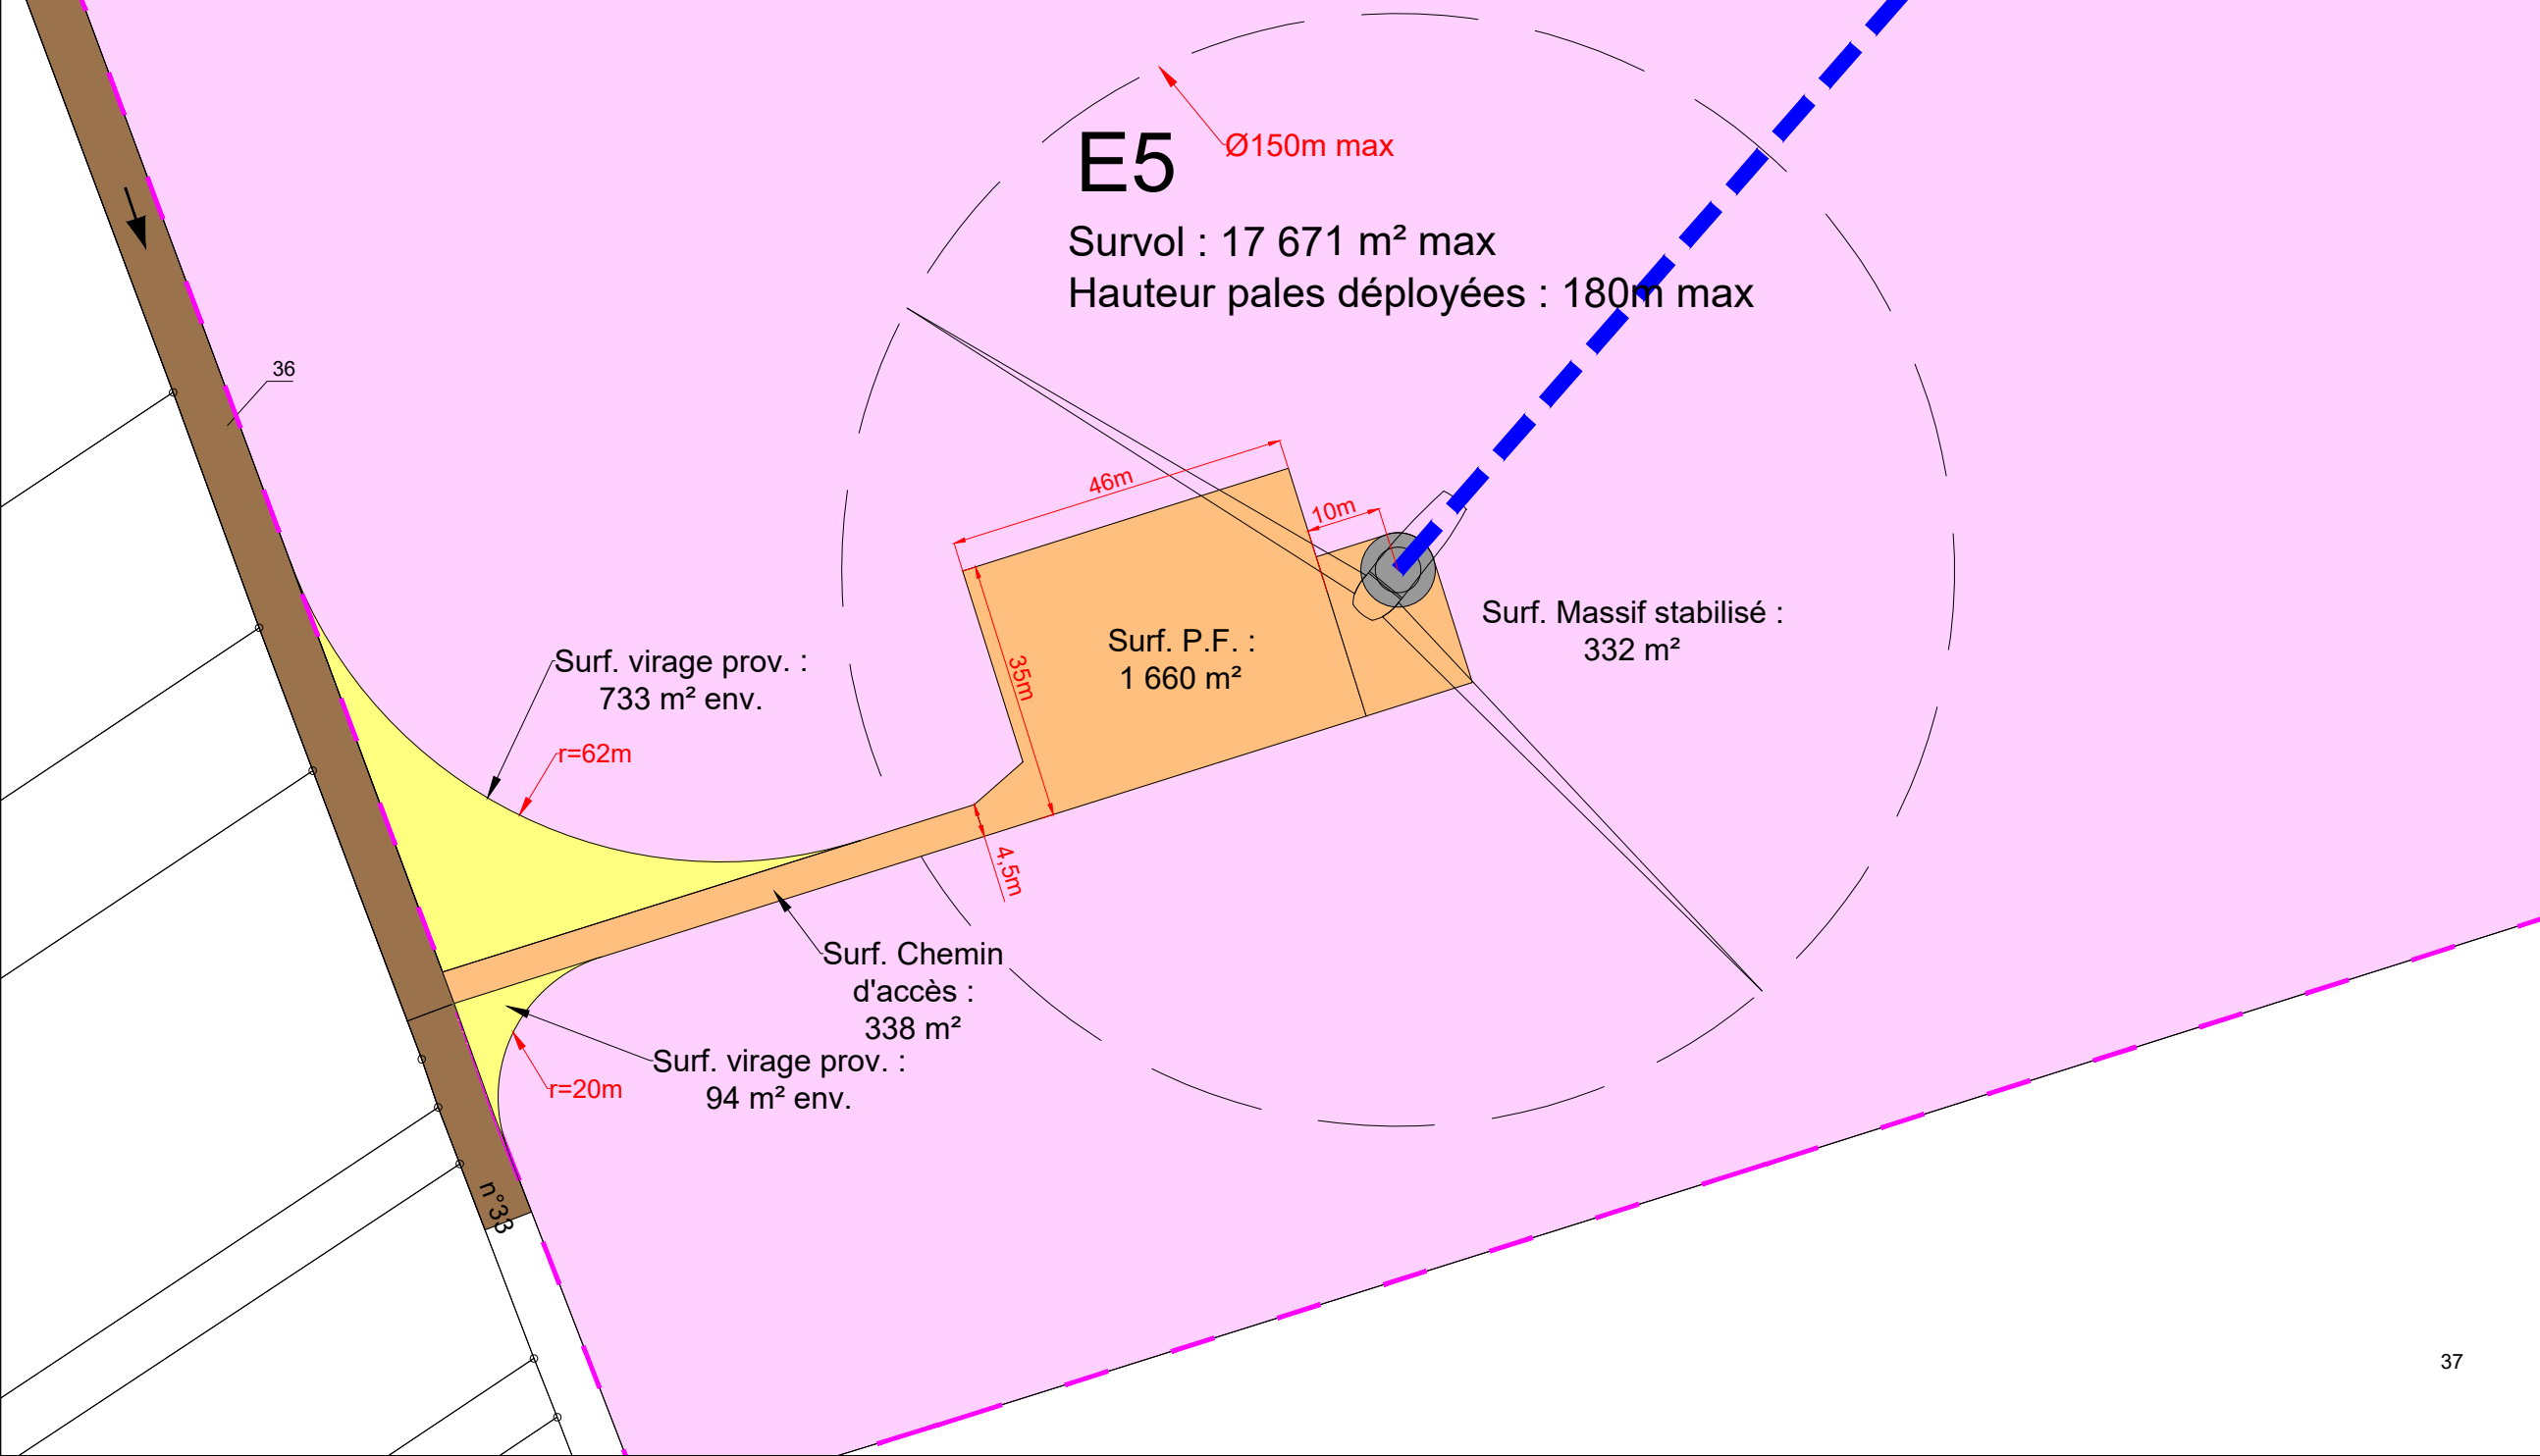 Ø150m max
E5
Survol : 17 671 m² max
Hauteur pales déployées : 180m max
36
46m
10m
Surf. Massif stabilisé :
332 m²
Surf. P.F. :
1 660 m²
35m
Surf. virage prov. :
733 m² env.
r=62m
4,5m
Surf. Chemin
d'accès :
338 m²
Surf. virage prov. :
94 m² env.
r=20m
n°33
37